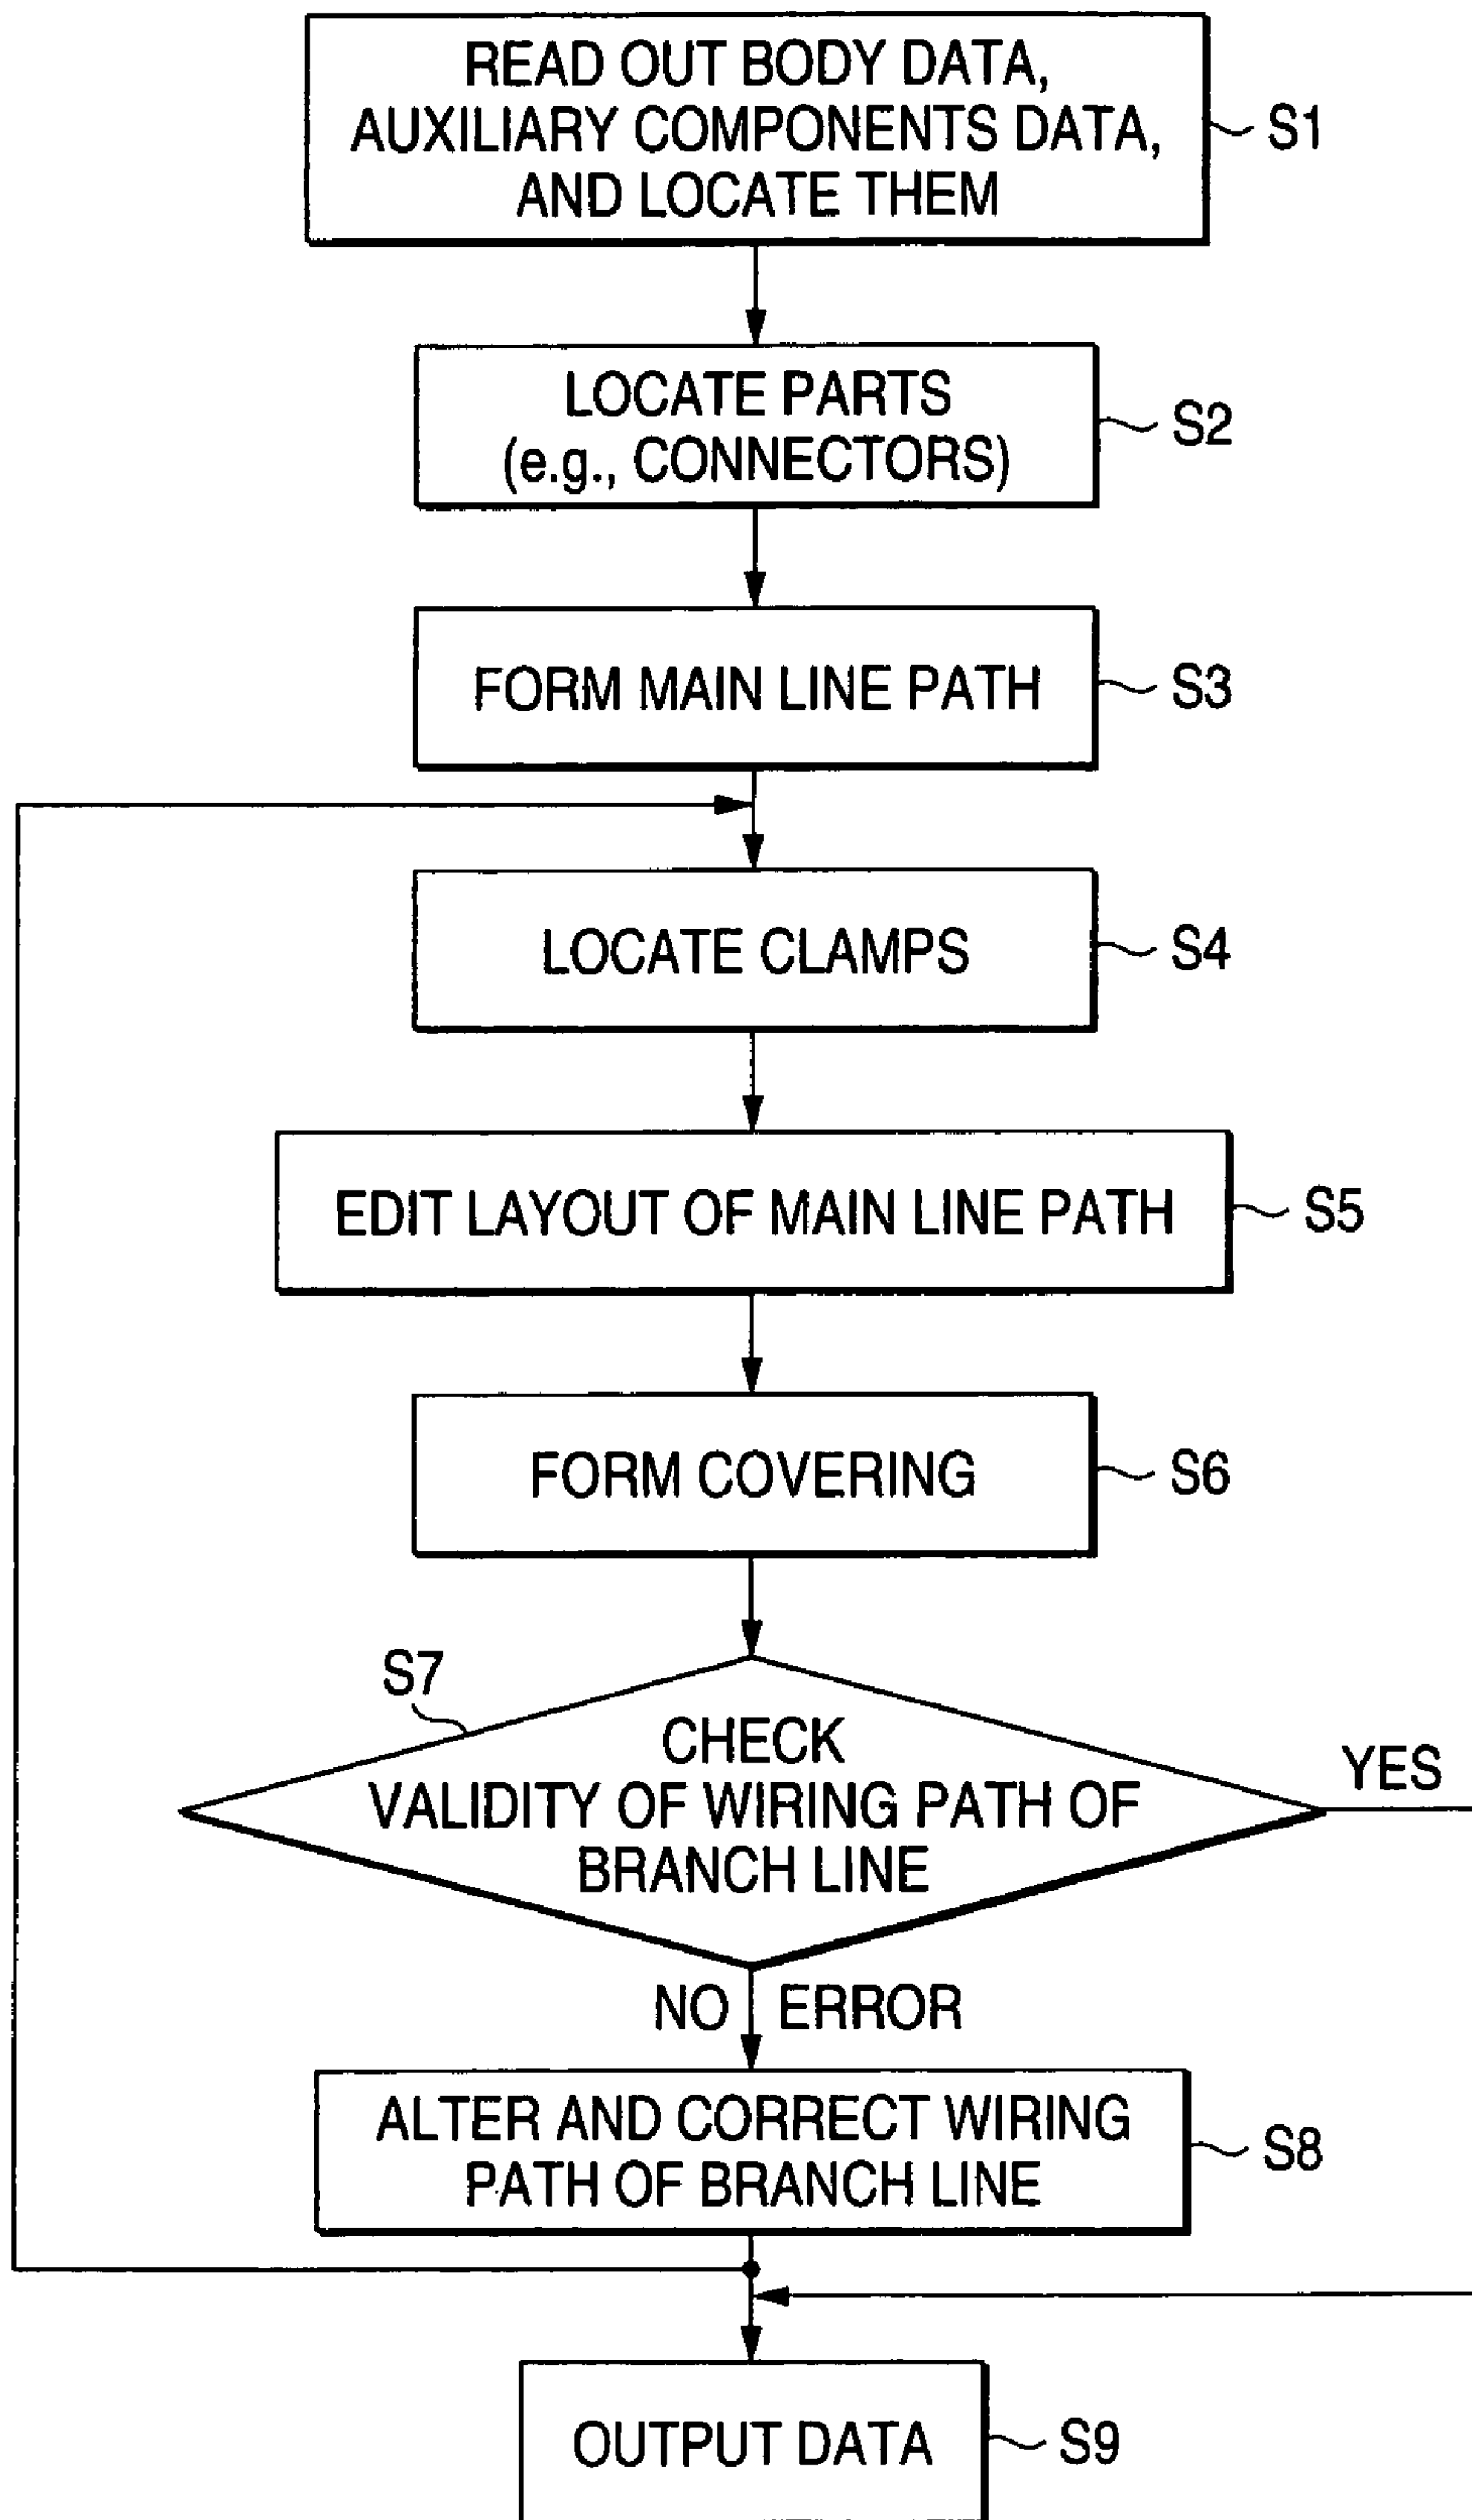 READ OUT BODY DATA,
AUXILIARY COMPONENTS DATA,
AND LOCATE THEM
S1
LOCATE PARTS
(e.g., CONNECTORS)
S2
FORM MAIN LINE PATH
S3
LOCATE CLAMPS
S4
EDIT LAYOUT OF MAIN LINE PATH
S5
FORM COVERING
S6
S7
CHECK
VALIDITY OF WIRING PATH OF
BRANCH LINE
YES
NO ERROR
ALTER AND CORRECT WIRING
PATH OF BRANCH LINE
S8
OUTPUT DATA
S9